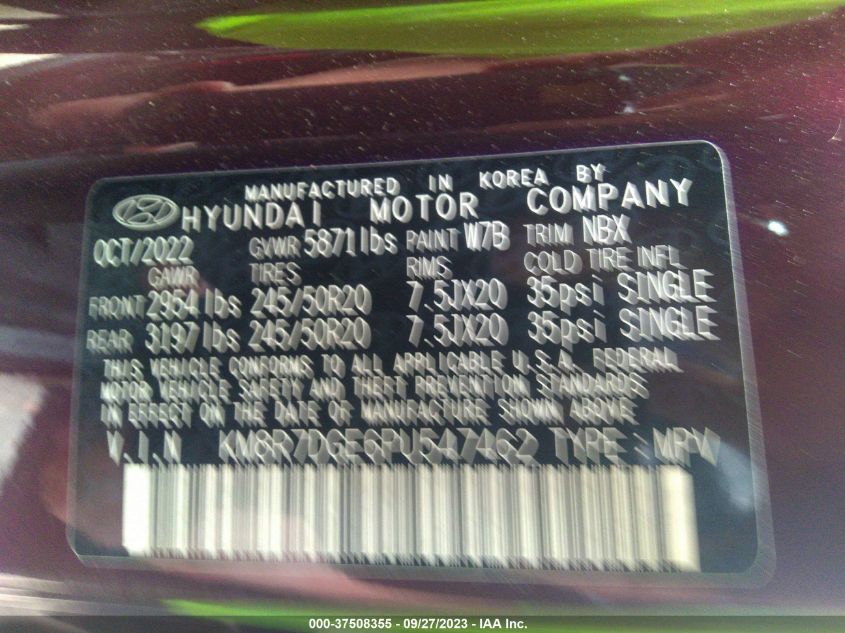 MANUFACTURED IN KOREA BY
HYUNDAI MOTOR COMPANY
OCT/2022 GVWR 5871lbs PAINT W7B TRIM NBX
GAWR TIRES RIMS COLD TIRE INFL
FRONT 2954lbs 245/50R20 7.5JX20 35psi SINGLE
REAR 3197lbs 245/50R20 7.5JX20 35psi SINGLE
THIS VEHICLE CONFORMS TO ALL APPLICABLE U.S.A. FEDERAL
MOTOR VEHICLE SAFETY AND THEFT PREVENTION STANDARDS
IN EFFECT ON THE DATE OF MANUFACTURE SHOWN ABOVE
V.I.N KM8R7DGE6PU547462 TYPE : MPV
000-37508355 - 09/27/2023 - IAA Inc.